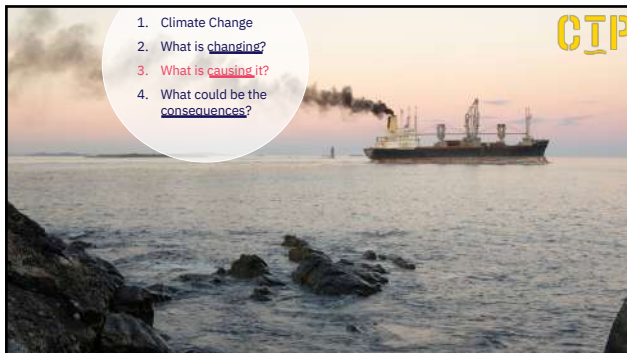 CTP
1. Climate Change
2. What is changing?
3. What is causing it?
4. What could be the
consequences?